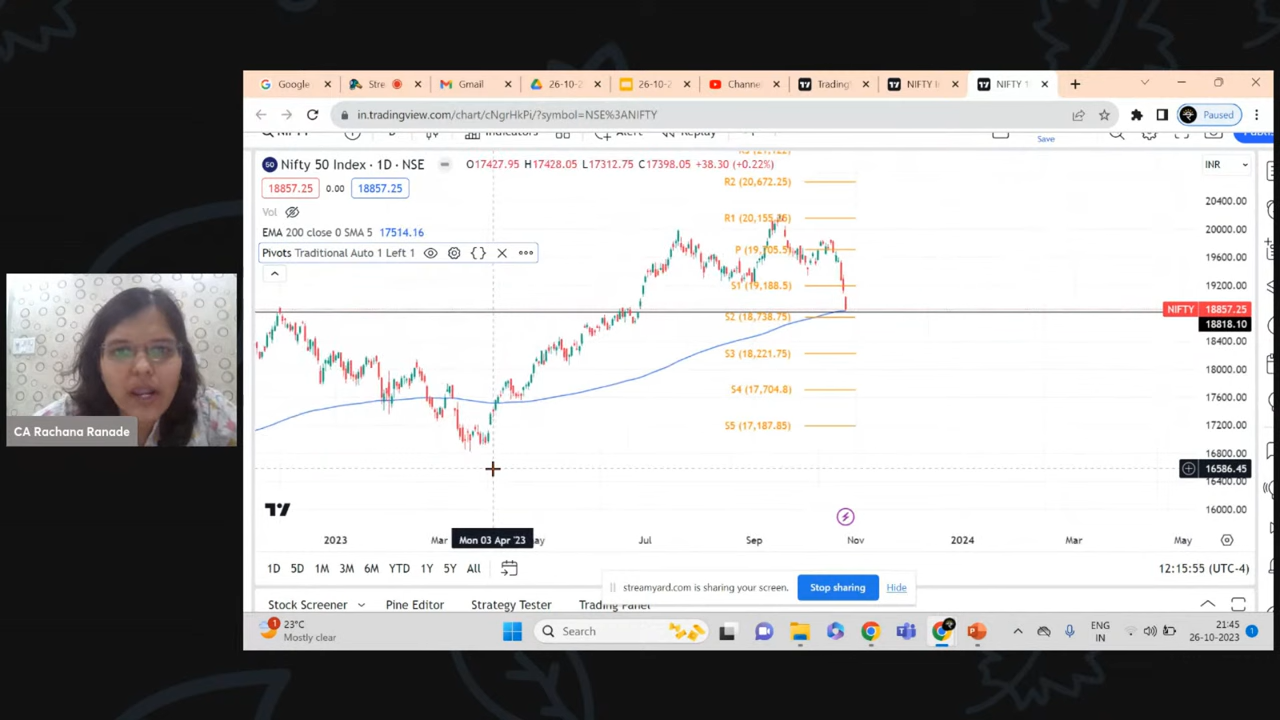 Google
Stre
Gmail
26-10-2
26-10-2
Channe
Trading
NIFTY I
NIFTY 1
in.tradingview.com/chart/cNgrHkPi/?symbol=NSE%3ANIFTY
Paused
Save
Nifty 50 Index · 1D · NSE
O17427.95 H17428.05 L17312.75 C17398.05 +38.30 (+0.22%)
INR
18857.25 0.00 18857.25
Vol
EMA 200 close 0 SMA 5 17514.16
Pivots Traditional Auto 1 Left 1
R2 (20,672.25)
R1 (20,155.25)
P (19,705.5)
S1 (19,188.5)
S2 (18,738.75)
S3 (18,221.75)
S4 (17,704.8)
S5 (17,187.85)
20400.00
20000.00
19600.00
19200.00
NIFTY 18857.25
18818.10
18400.00
18000.00
17600.00
17200.00
16800.00
16586.45
16400.00
16000.00
CA Rachana Ranade
2023 Mar Mon 03 Apr '23 ay Jul Sep Nov 2024 Mar May
1D 5D 1M 3M 6M YTD 1Y 5Y All
12:15:55 (UTC-4)
streamyard.com is sharing your screen. Stop sharing Hide
Stock Screener Pine Editor Strategy Tester Trading Panel
1
23°C
Mostly clear
Search
ENG
IN
21:45
26-10-2023
1